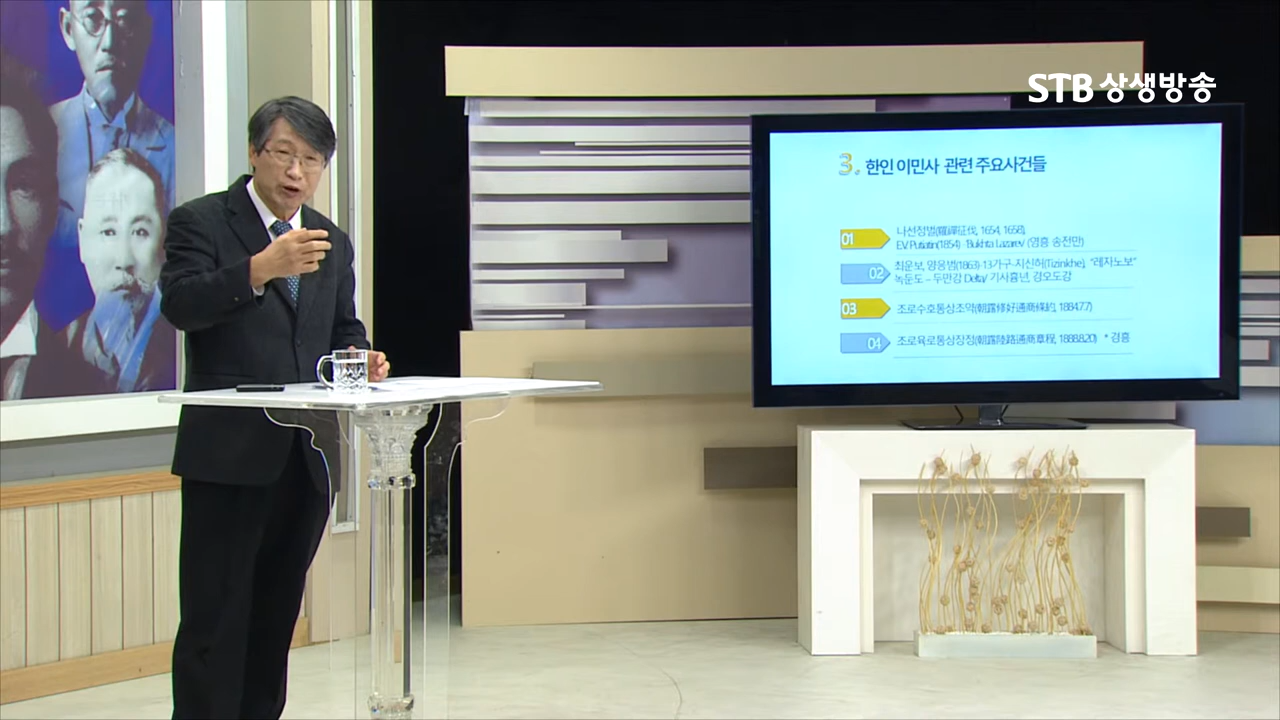 STB 상생방송
3. 한인 이민사 관련 주요사건들
01 나선정벌(羅禪征伐, 1654, 1658),
E.V. Putiatin(1854) · Bukhta Lazarev (영흥 송전만)
02 최운보, 양응범(1863)·13가구·지신허(Tizinkhe), “레자노보”
녹둔도 – 두만강 Delta/ 기사흉년, 경오도강
03 조로수호통상조약(朝露修好通商條約, 1884.7.7)
04 조로육로통상장정(朝露陸路通商章程, 1888.8.20) * 경흥